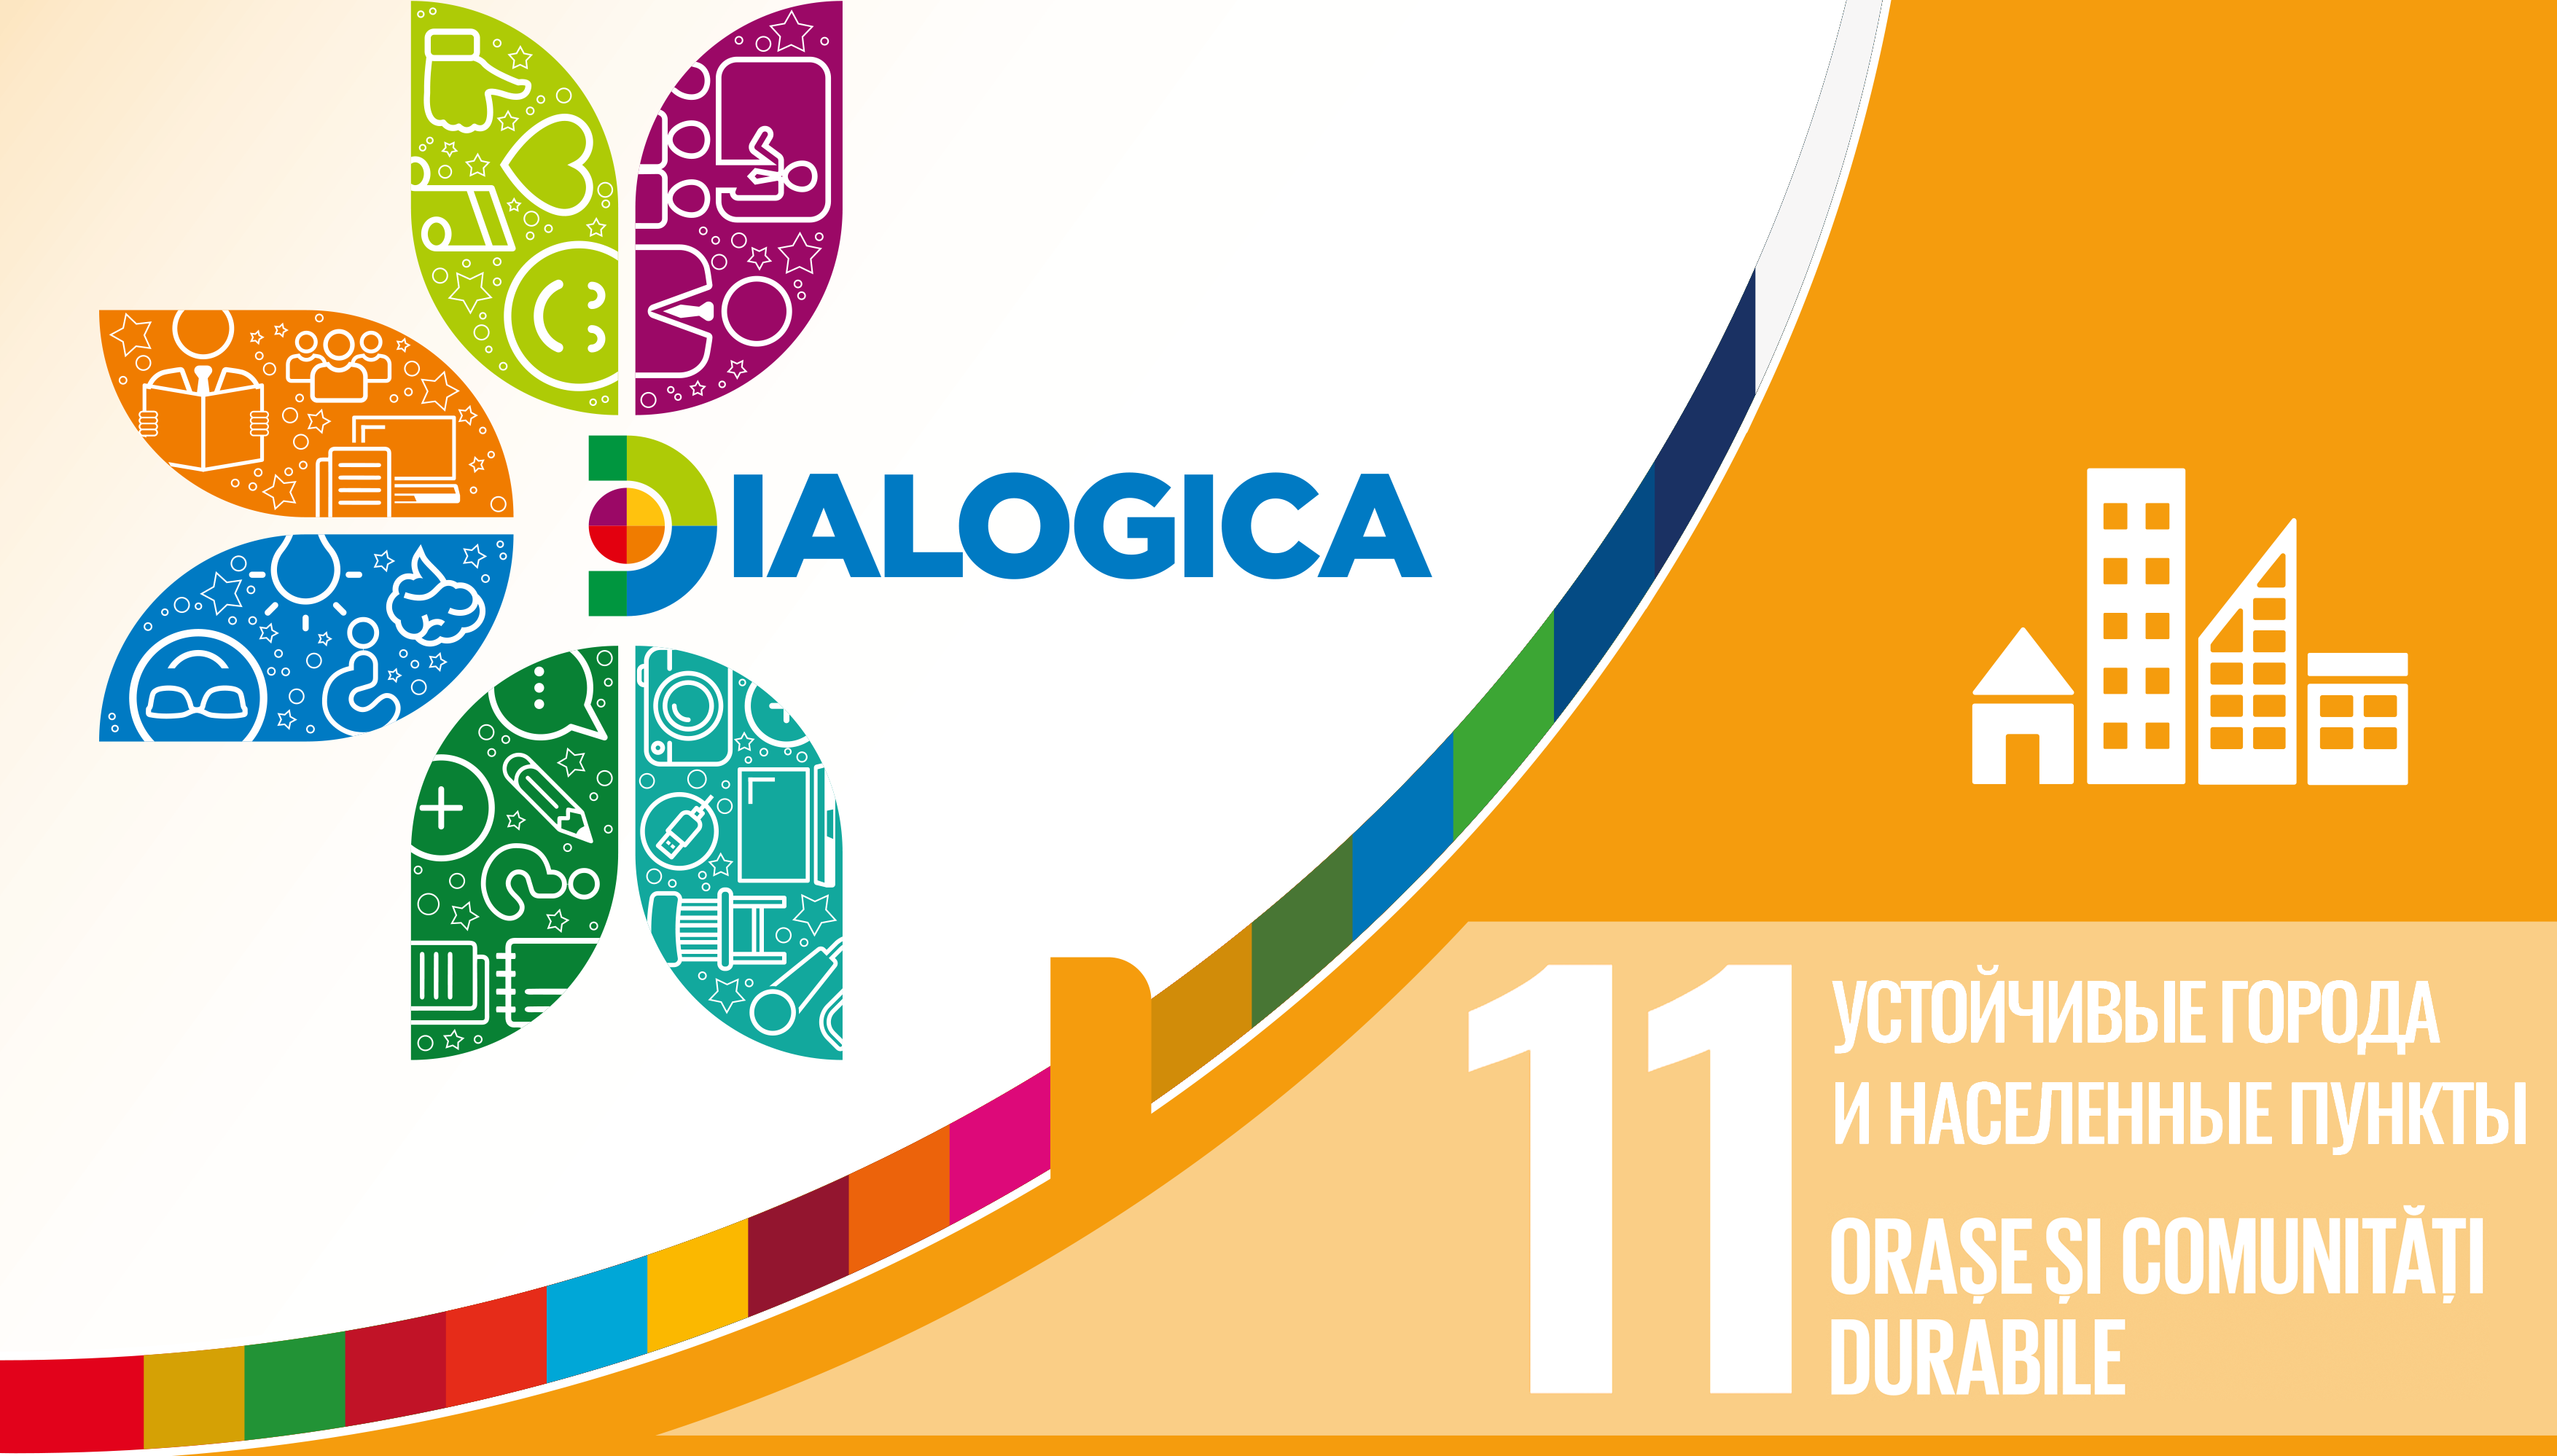 DIALOGICA
11
УСТОЙЧИВЫЕ ГОРОДА
И НАСЕЛЕННЫЕ ПУНКТЫ
ORAȘE ȘI COMUNITĂȚI
DURABILE